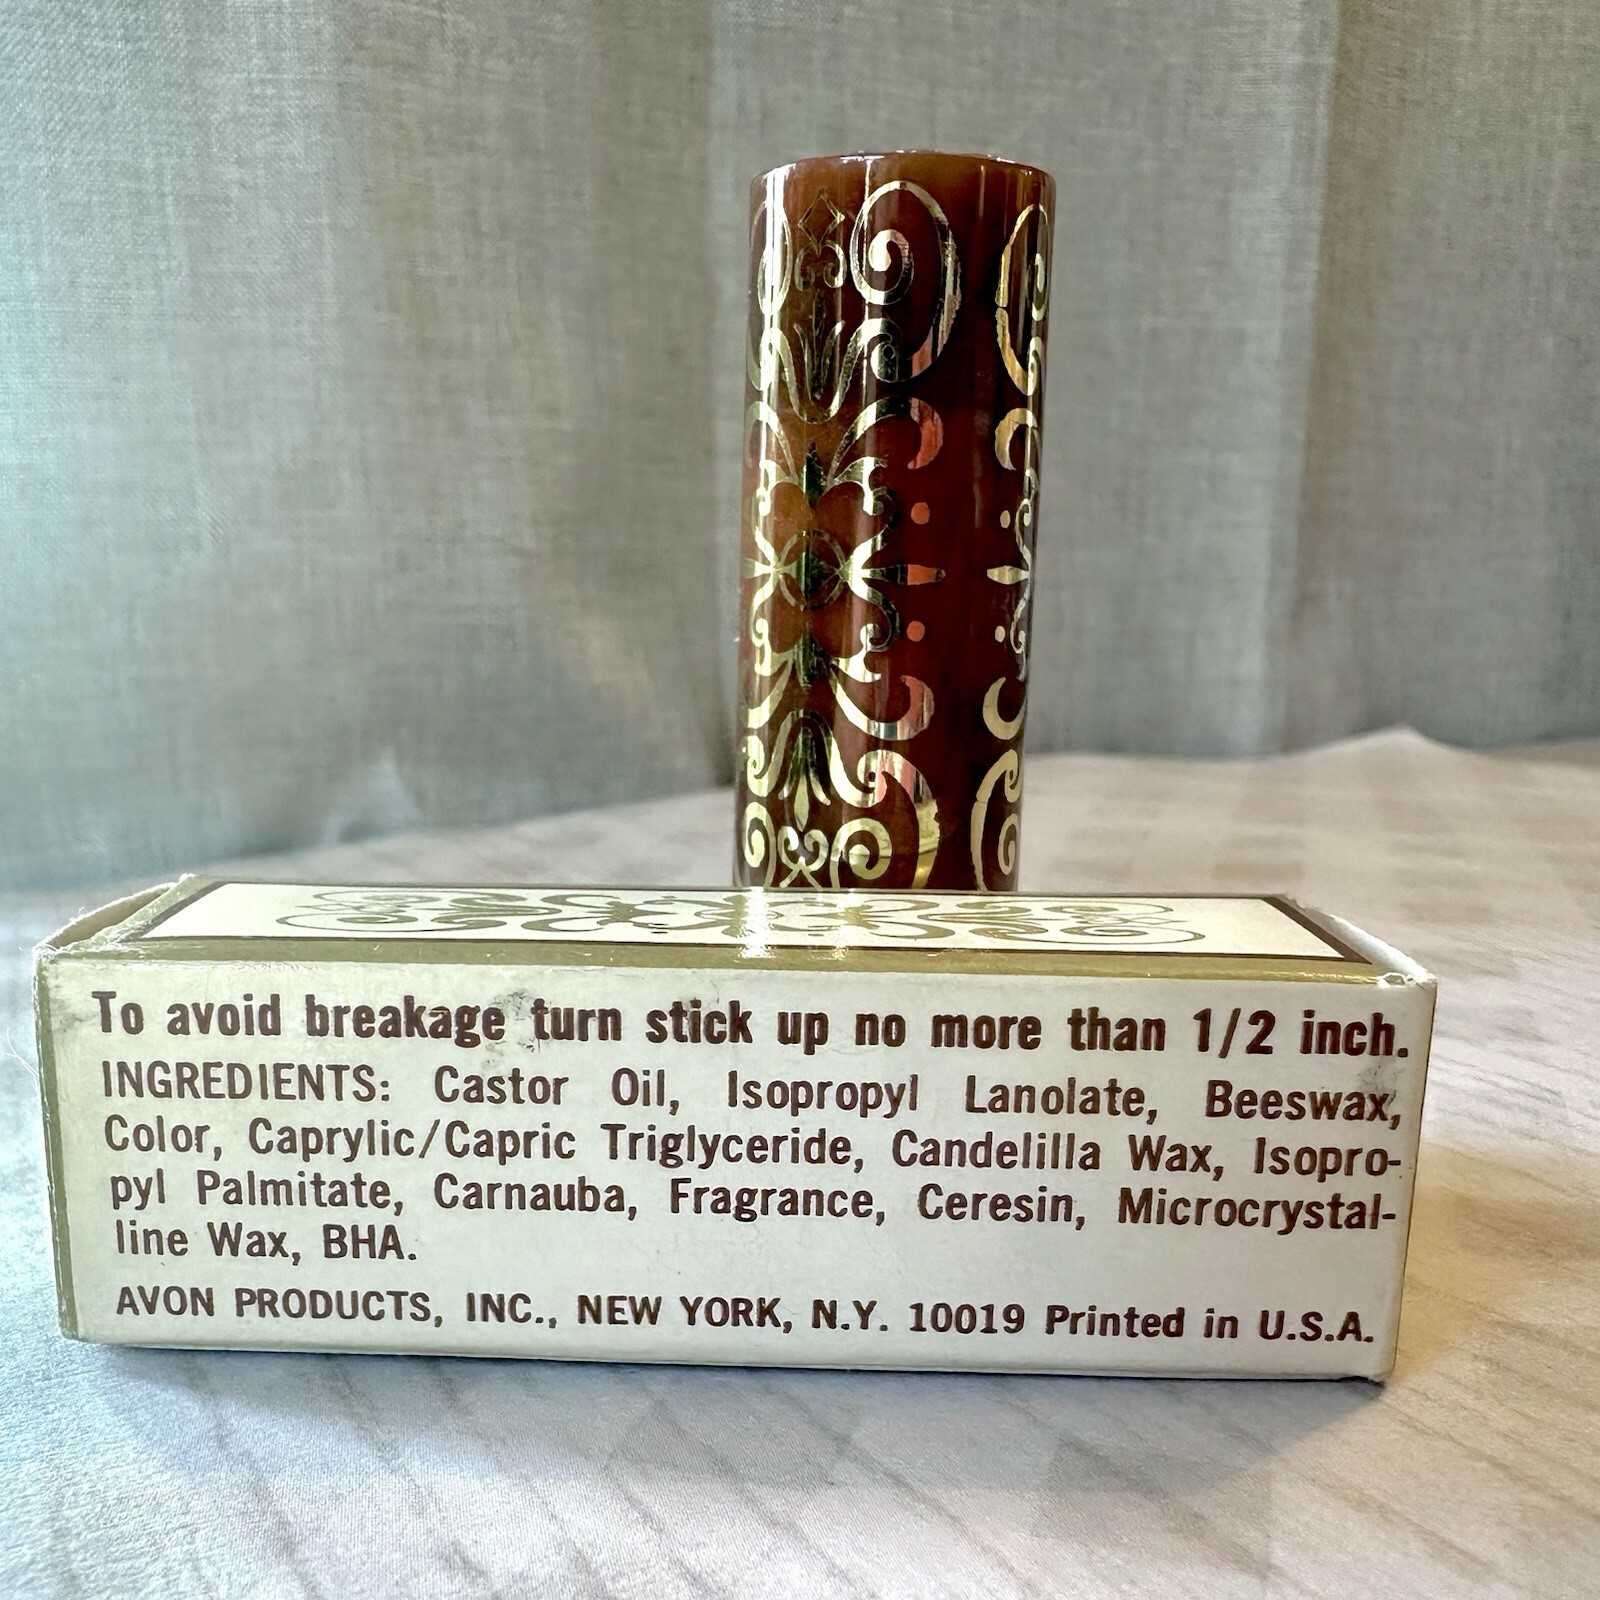 To avoid breakage turn stick up no more than 1/2 inch.
INGREDIENTS: Castor Oil, Isopropyl Lanolate, Beeswax,
Color, Caprylic/Capric Triglyceride, Candelilla Wax, Isopro-
pyl Palmitate, Carnauba, Fragrance, Ceresin, Microcrystal-
line Wax, BHA.
AVON PRODUCTS, INC., NEW YORK, N.Y. 10019 Printed in U.S.A.